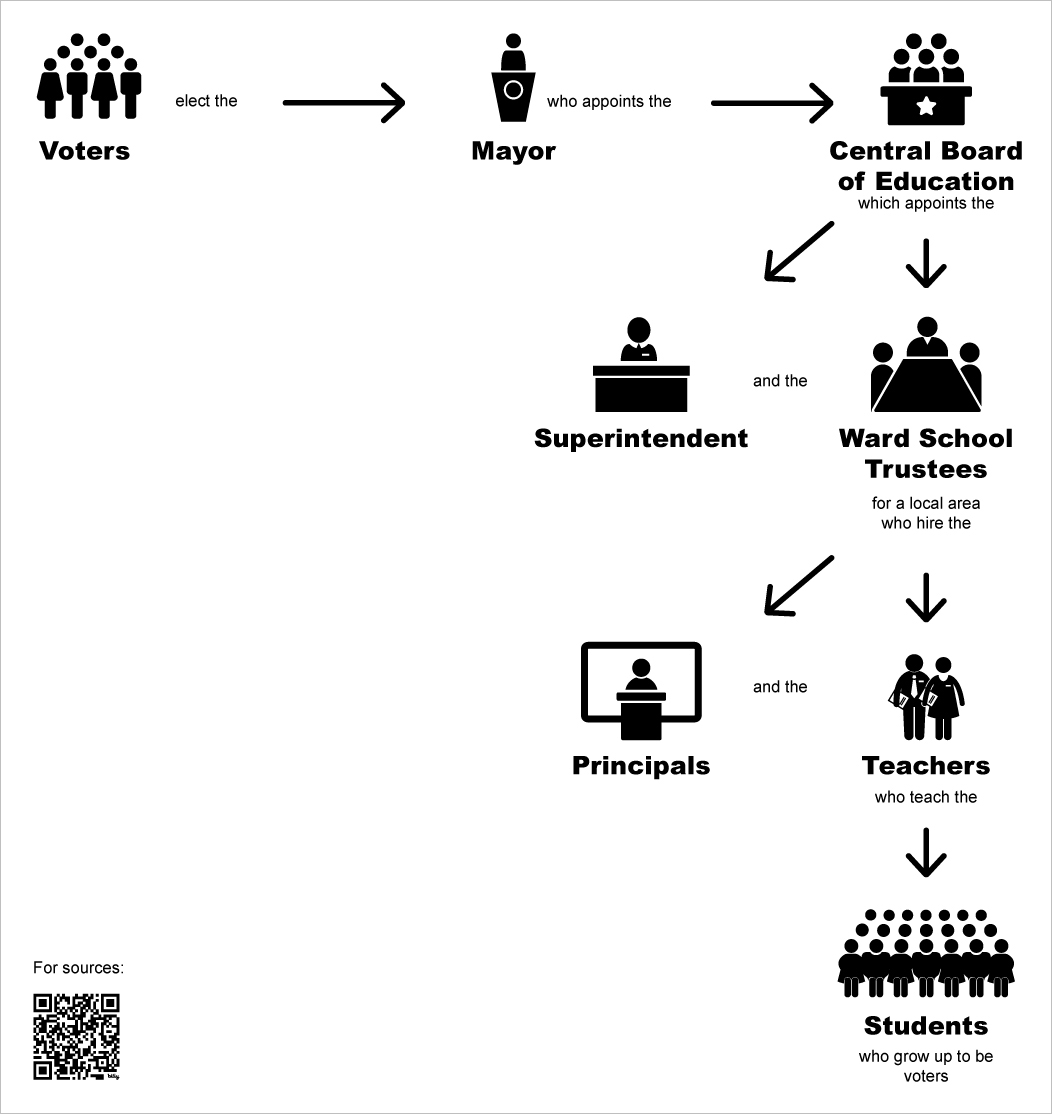 elect the
who appoints the
Voters
Mayor
Central Board
of Education
which appoints the
and the
Superintendent
Ward School
Trustees
for a local area
who hire the
and the
Principals
Teachers
who teach the
For sources:
bitly
Students
who grow up to be
voters